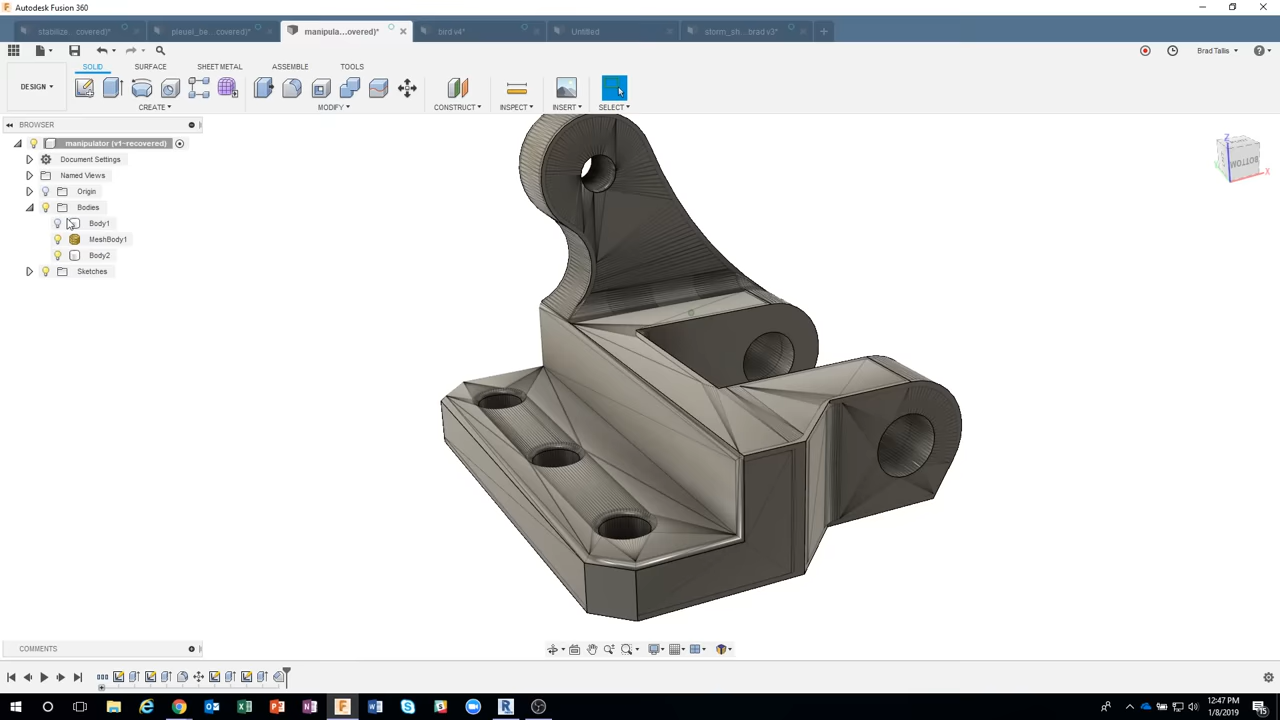 Autodesk Fusion 360
stabilize... covered)*
pleuel_be...covered)*
manipula...overed)*
bird v4*
Untitled
atorm_sh...brad v3*
Brad Tallis
SOLID
SURFACE
SHEET METAL
ASSEMBLE
TOOLS
DESIGN
CREATE
MODIFY
CONSTRUCT
INSPECT
INSERT
SELECT
BROWSER
manipulator (v1-recovered)
Document Settings
Named Views
Origin
Bodies
Body1
MeshBody1
Body2
Sketches
Z
BOTTOM
X
COMMENTS
12:47 PM
1/8/2019
15